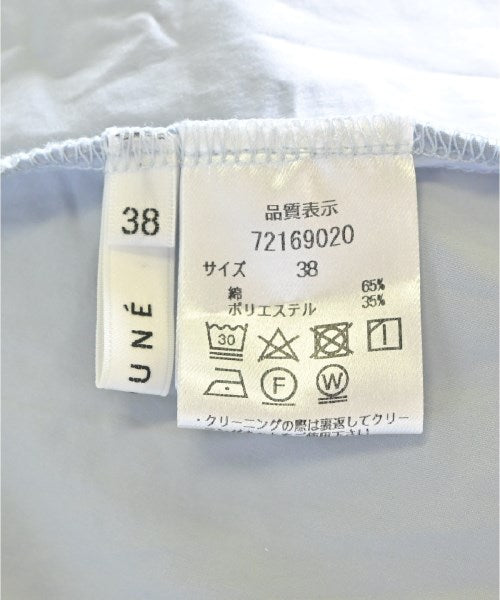 38
UNÉ
品質表示
72169020
サイズ 38
綿 65%
ポリエステル 35%
30
F
W
・クリーニングの際は裏返してクリー